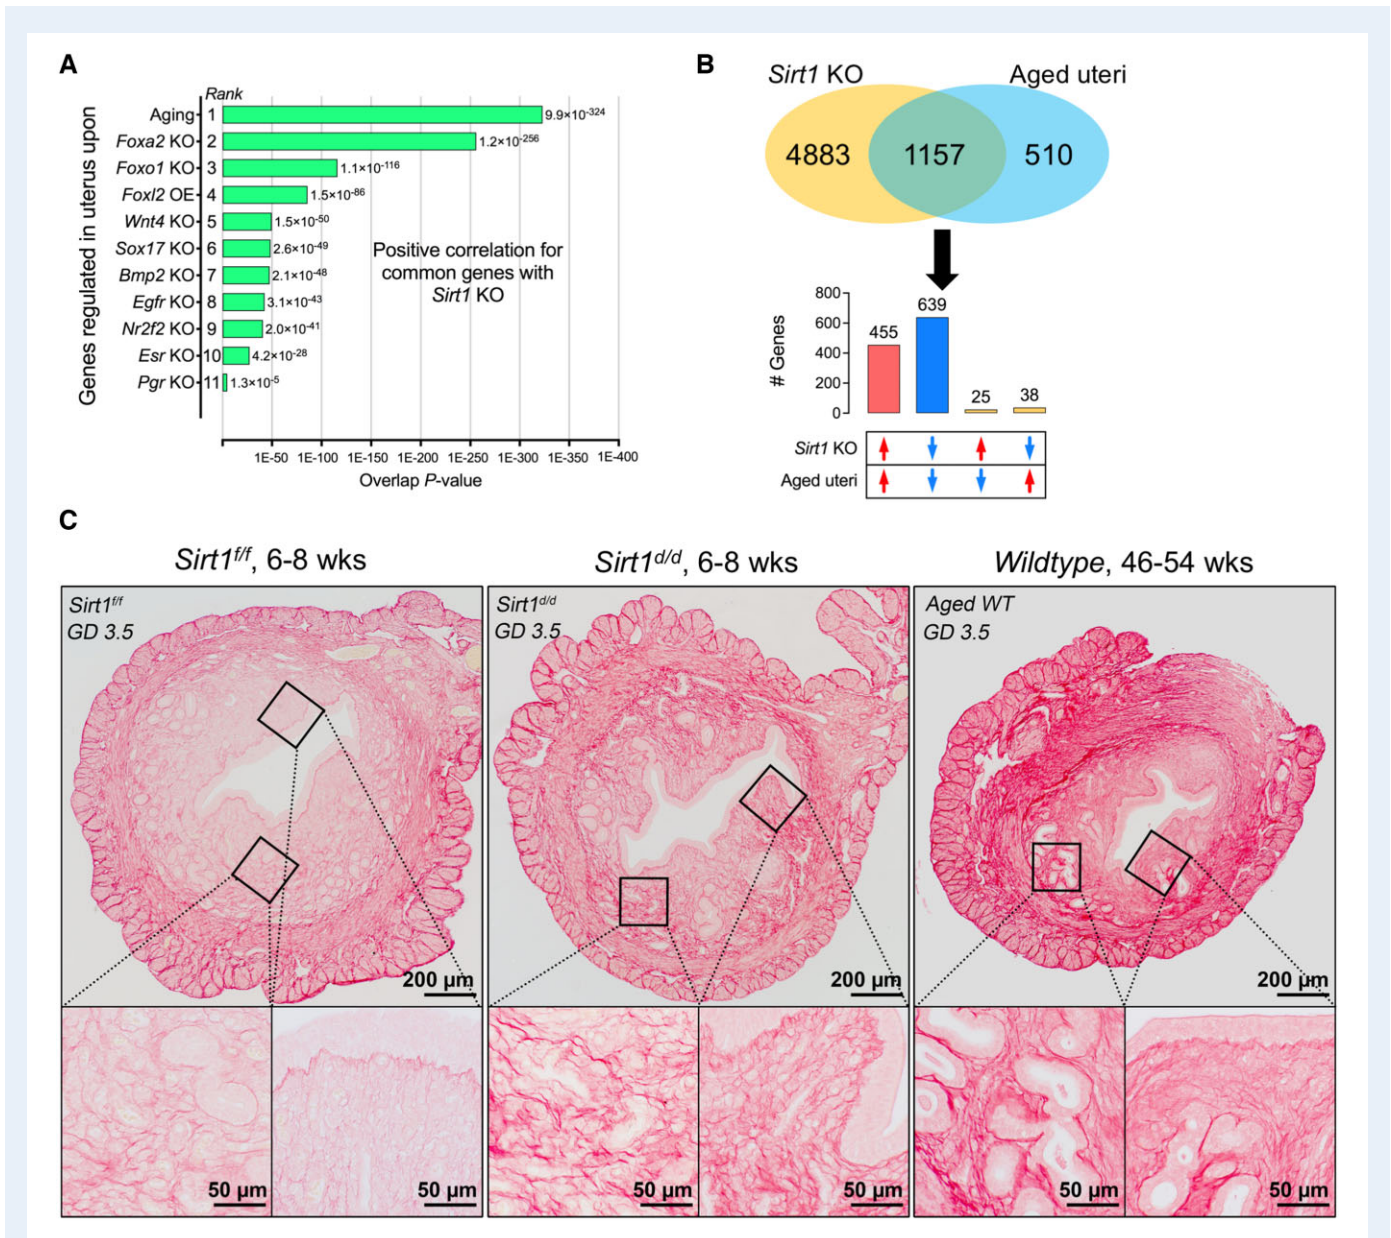 A
Rank
Genes regulated in uterus upon
Aging 1 9.9×10-324
Foxa2 KO 2 1.2×10-256
Foxo1 KO 3 1.1×10-116
Foxl2 OE 4 1.5×10-86
Wnt4 KO 5 1.5×10-50
Sox17 KO 6 2.6×10-49
Bmp2 KO 7 2.1×10-48
Egfr KO 8 3.1×10-43
Nr2f2 KO 9 2.0×10-41
Esr KO 10 4.2×10-28
Pgr KO 11 1.3×10-5
Positive correlation for
common genes with
Sirt1 KO
1E-50 1E-100 1E-150 1E-200 1E-250 1E-300 1E-350 1E-400
Overlap P-value
B
Sirt1 KO Aged uteri
4883 1157 510
# Genes
800
600
400
200
0
455 639 25 38
Sirt1 KO
Aged uteri
C
Sirt1f/f, 6-8 wks
Sirt1f/f
GD 3.5
200 µm
50 µm 50 µm
Sirt1d/d, 6-8 wks
Sirt1d/d
GD 3.5
200 µm
50 µm 50 µm
Wildtype, 46-54 wks
Aged WT
GD 3.5
200 µm
50 µm 50 µm